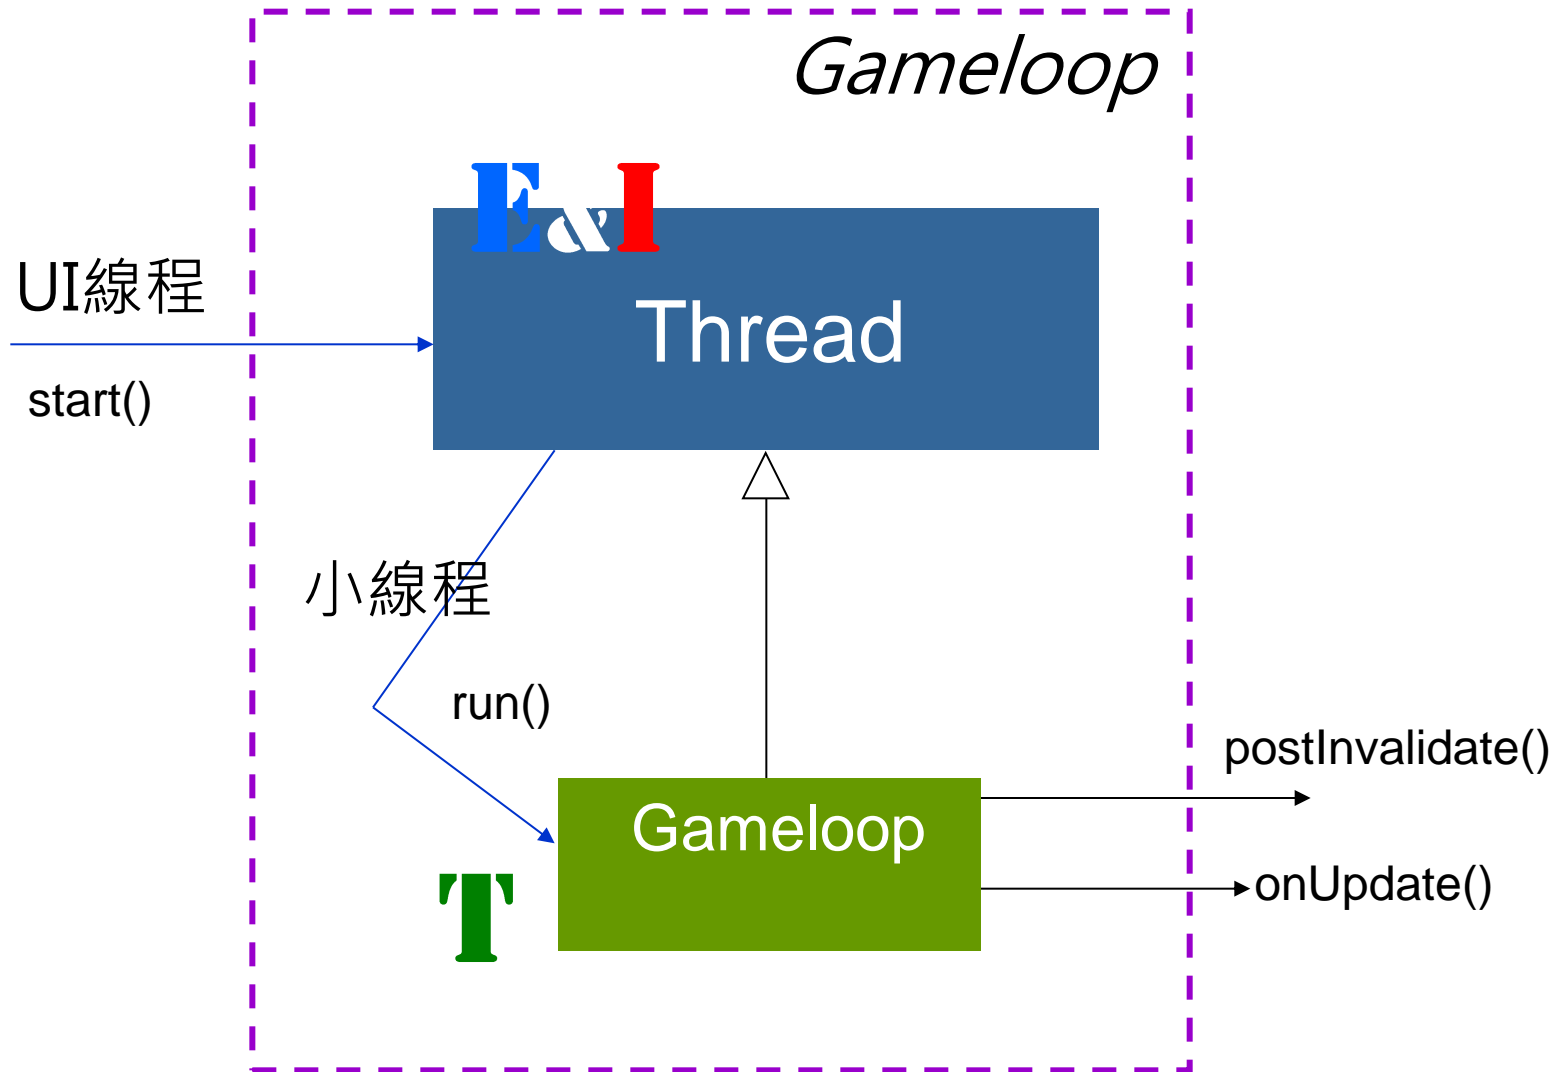 Gameloop
E&I
UI線程
Thread
start()
小線程
run()
postInvalidate()
Gameloop
onUpdate()
T